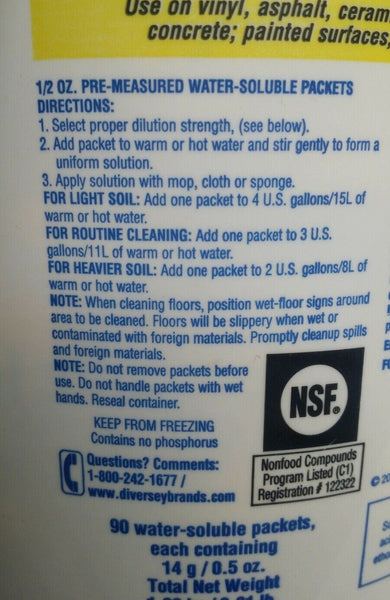 Use on vinyl, asphalt,
concrete; painted surfaces,
1/2 OZ. PRE-MEASURED WATER-SOLUBLE PACKETS
DIRECTIONS:
1. Select proper dilution strength, (see below).
2. Add packet to warm or hot water and stir gently to form a
uniform solution.
3. Apply solution with mop, cloth or sponge.
FOR LIGHT SOIL: Add one packet to 4 U.S. gallons/15L of
warm or hot water.
FOR ROUTINE CLEANING: Add one packet to 3 U.S.
gallons/11L of warm or hot water.
FOR HEAVIER SOIL: Add one packet to 2 U.S. gallons/8L of
warm or hot water.
NOTE: When cleaning floors, position wet-floor signs around
area to be cleaned. Floors will be slippery when wet or
contaminated with foreign materials. Promptly cleanup spills
and foreign materials.
NOTE: Do not remove packets before
use. Do not handle packets with wet
hands. Reseal container.
KEEP FROM FREEZING
Contains no phosphorus
Questions? Comments:
1-800-242-1677 /
www.diverseybrands.com
NSF®
Nonfood Compounds
Program Listed (C1)
Registration # 122322
90 water-soluble packets,
each containing
14 g / 0.5 oz.
Total Net Weight